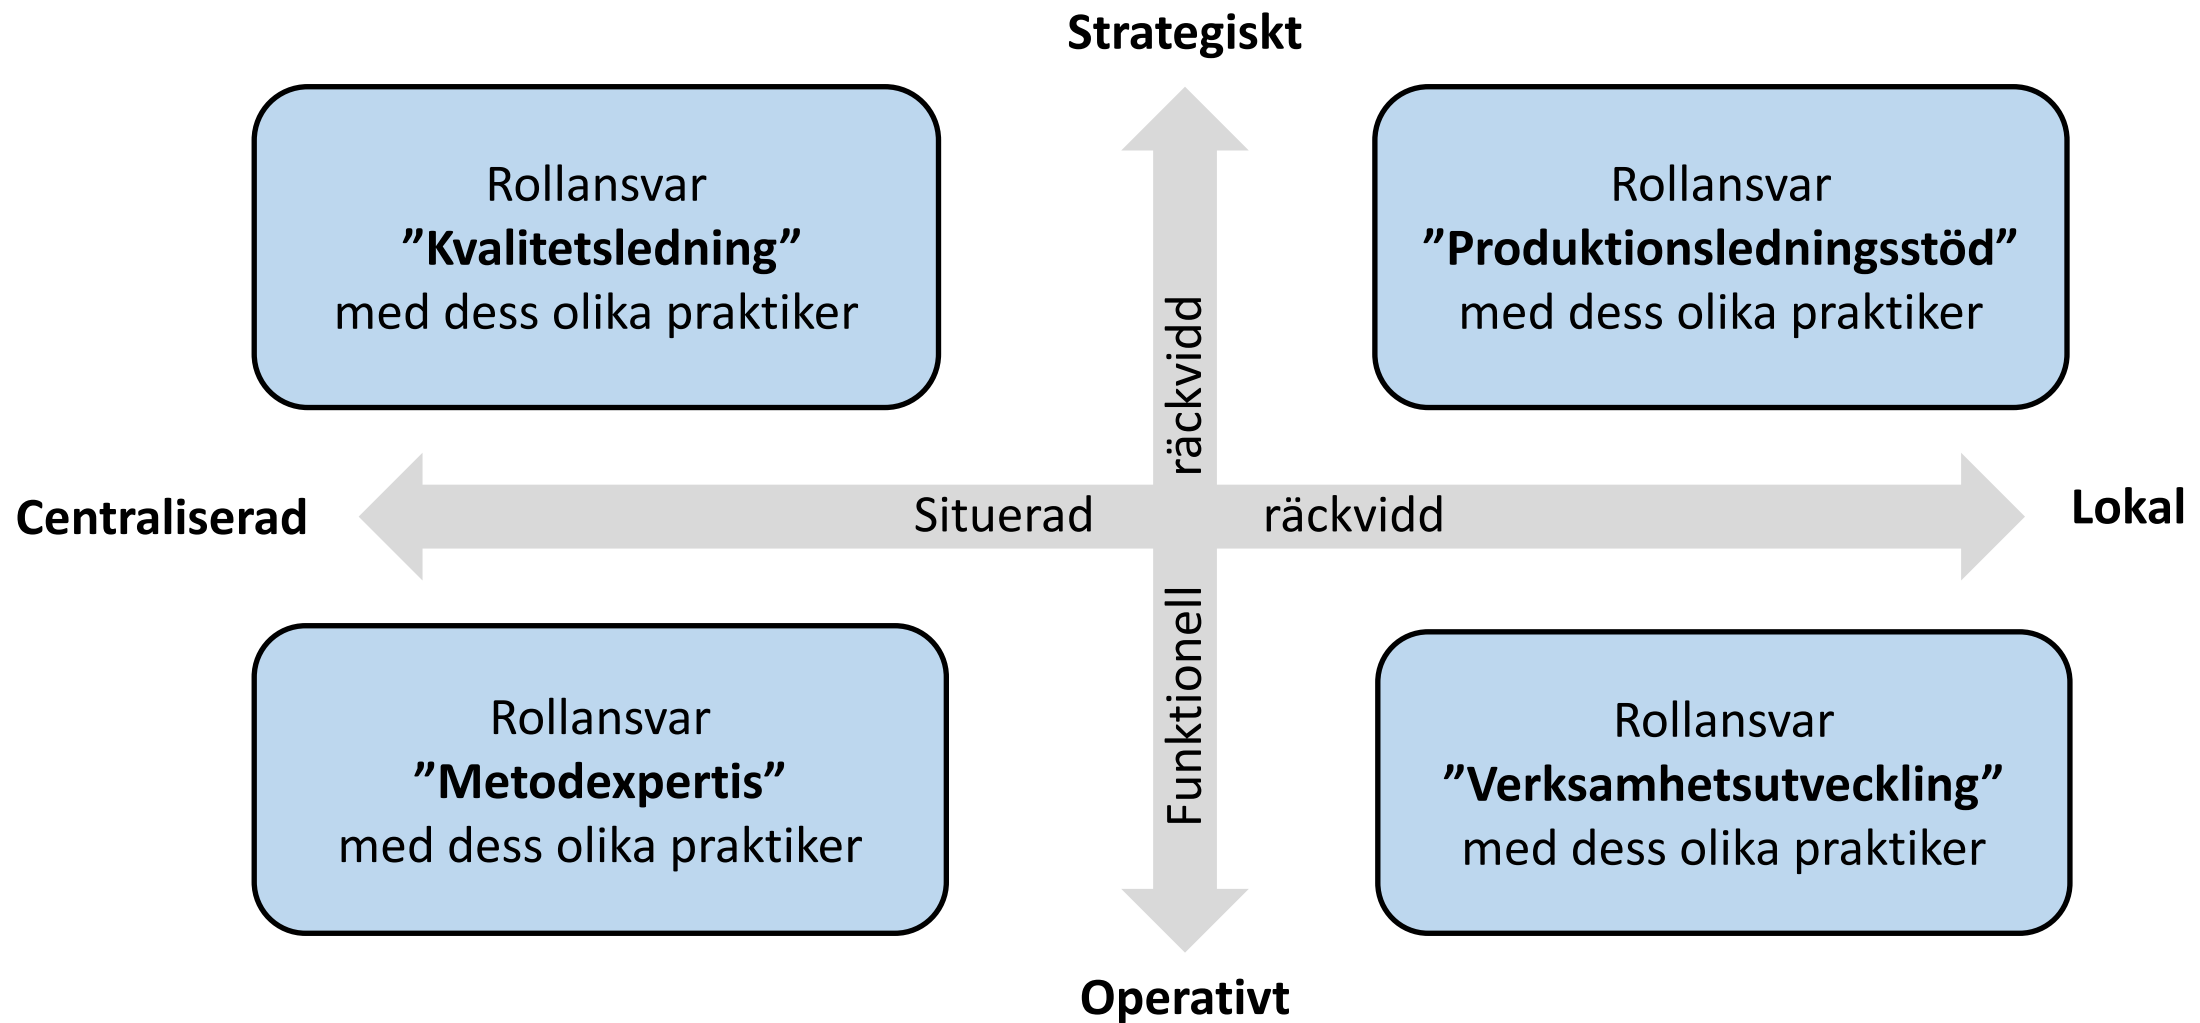 Strategiskt
Rollansvar
”Kvalitetsledning”
med dess olika praktiker
Rollansvar
”Produktionsledningsstöd”
med dess olika praktiker
Centraliserad
Situerad räckvidd
Lokal
Funktionell räckvidd
Rollansvar
”Metodexpertis”
med dess olika praktiker
Rollansvar
”Verksamhetsutveckling”
med dess olika praktiker
Operativt